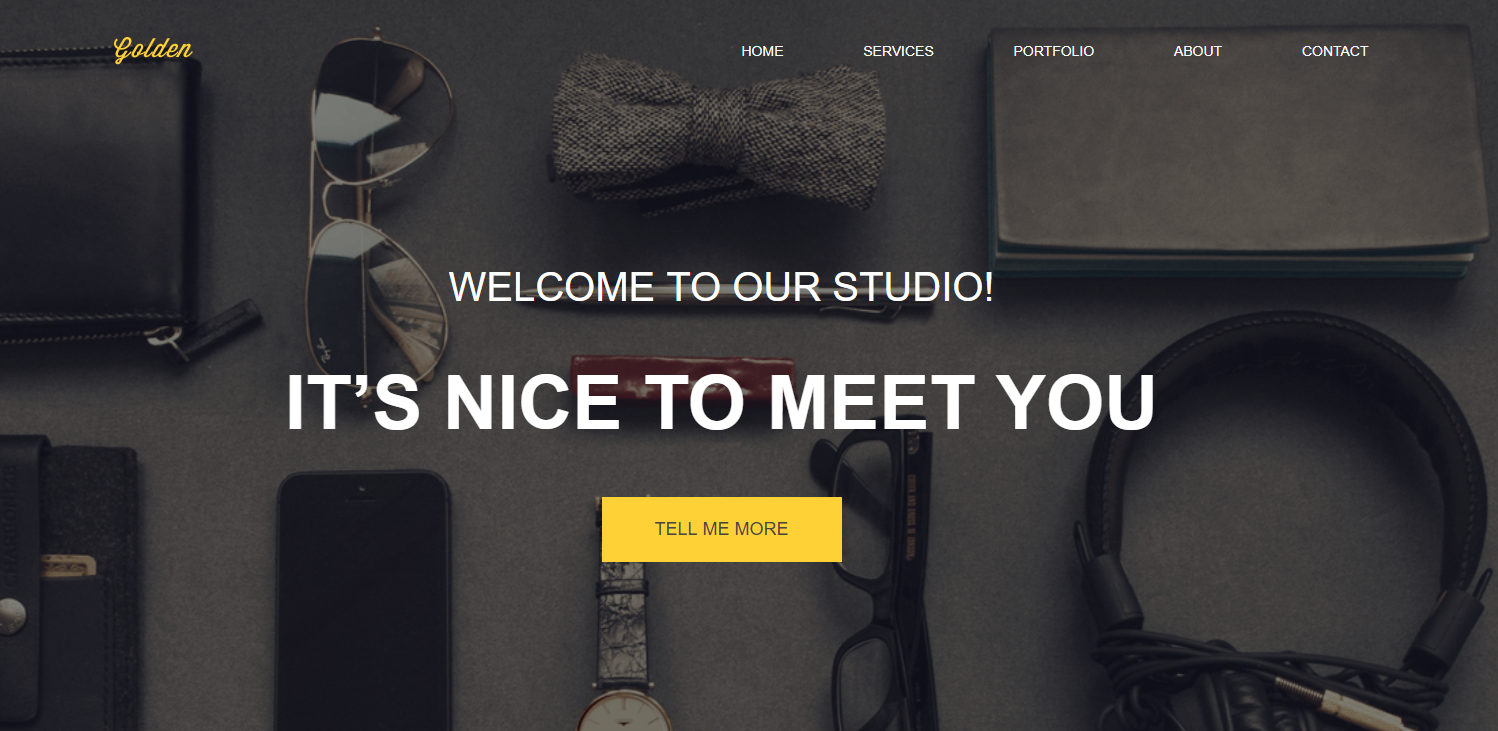 Golden
HOME SERVICES PORTFOLIO ABOUT CONTACT
WELCOME TO OUR STUDIO!
IT’S NICE TO MEET YOU
TELL ME MORE